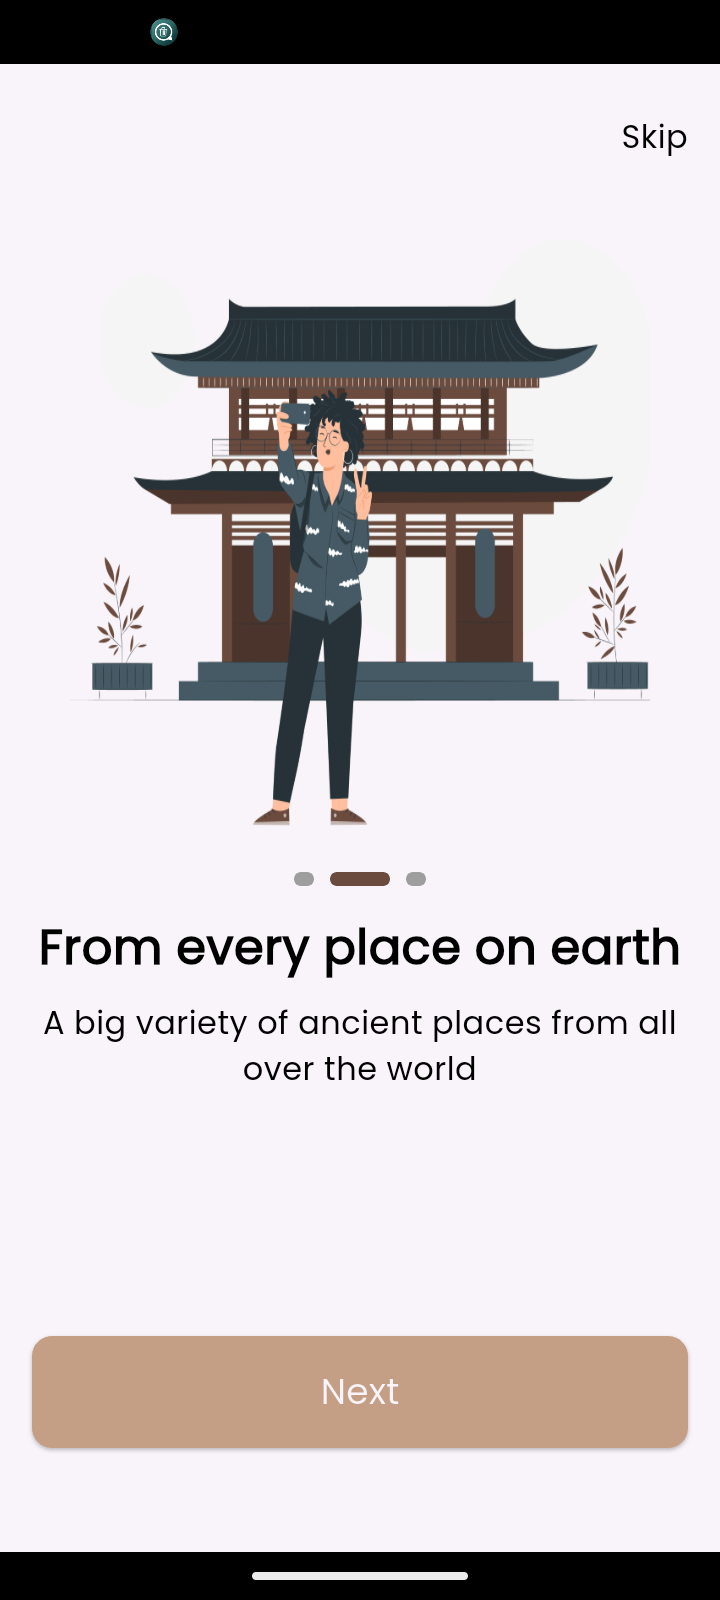 Skip
From every place on earth
A big variety of ancient places from all
over the world
Next